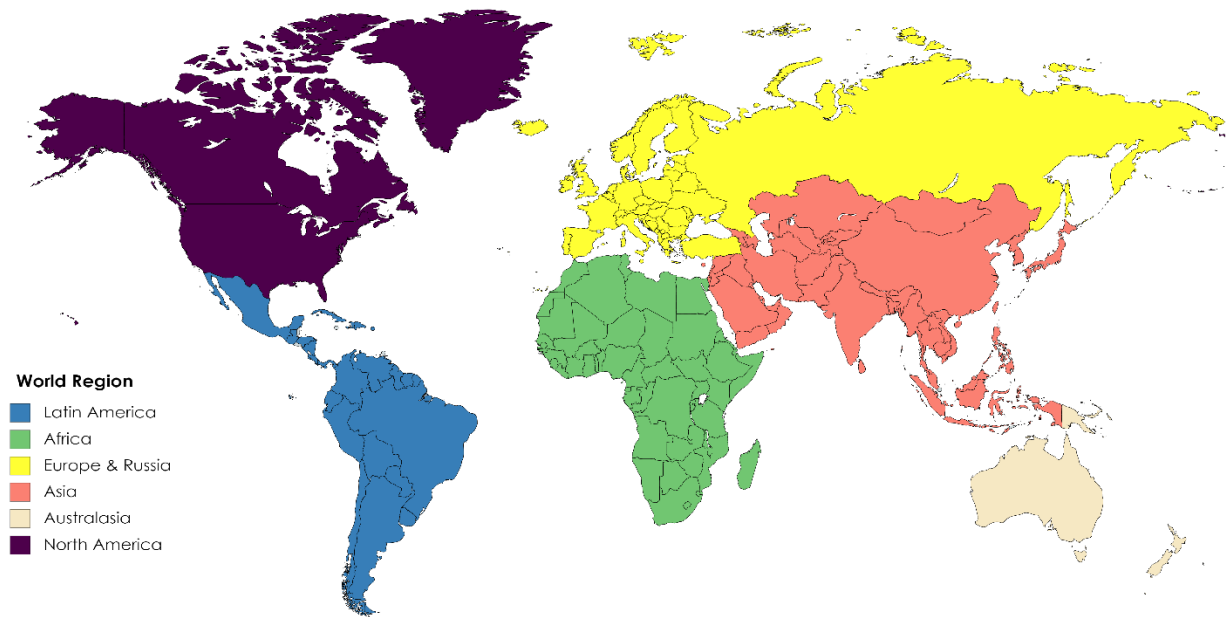 World Region
Latin America
Africa
Europe & Russia
Asia
Australasia
North America